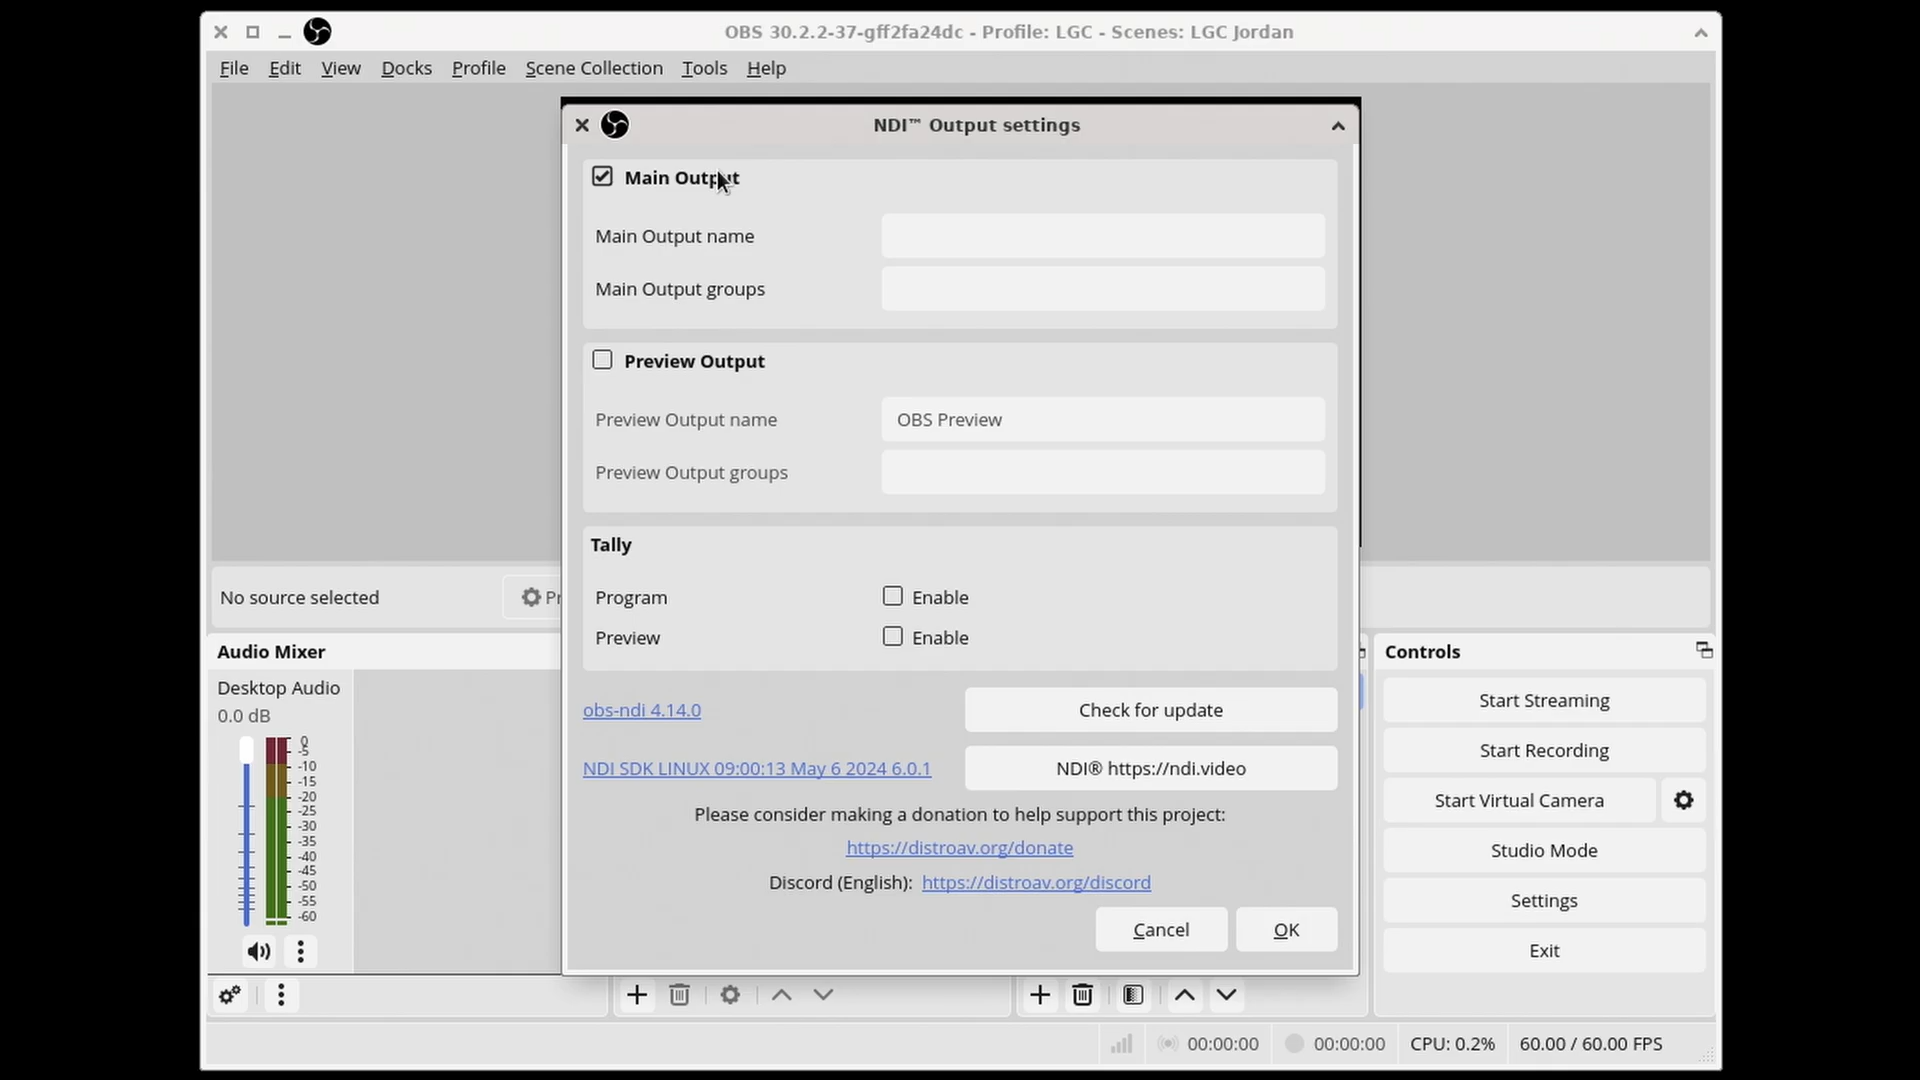 OBS 30.2.2-37-gff2fa24dc - Profile: LGC - Scenes: LGC Jordan
File Edit View Docks Profile Scene Collection Tools Help
NDI™ Output settings
Main Output
Main Output name
Main Output groups
Preview Output
Preview Output name OBS Preview
Preview Output groups
Tally
Program Enable
Preview Enable
obs-ndi 4.14.0 Check for update
NDI SDK LINUX 09:00:13 May 6 2024 6.0.1 NDI® https://ndi.video
Please consider making a donation to help support this project:
https://distroav.org/donate
Discord (English): https://distroav.org/discord
Cancel OK
No source selected Pr
Audio Mixer
Desktop Audio
0.0 dB
0
-5
-10
-15
-20
-25
-30
-35
-40
-45
-50
-55
-60
Controls
Start Streaming
Start Recording
Start Virtual Camera
Studio Mode
Settings
Exit
00:00:00 00:00:00 CPU: 0.2% 60.00 / 60.00 FPS